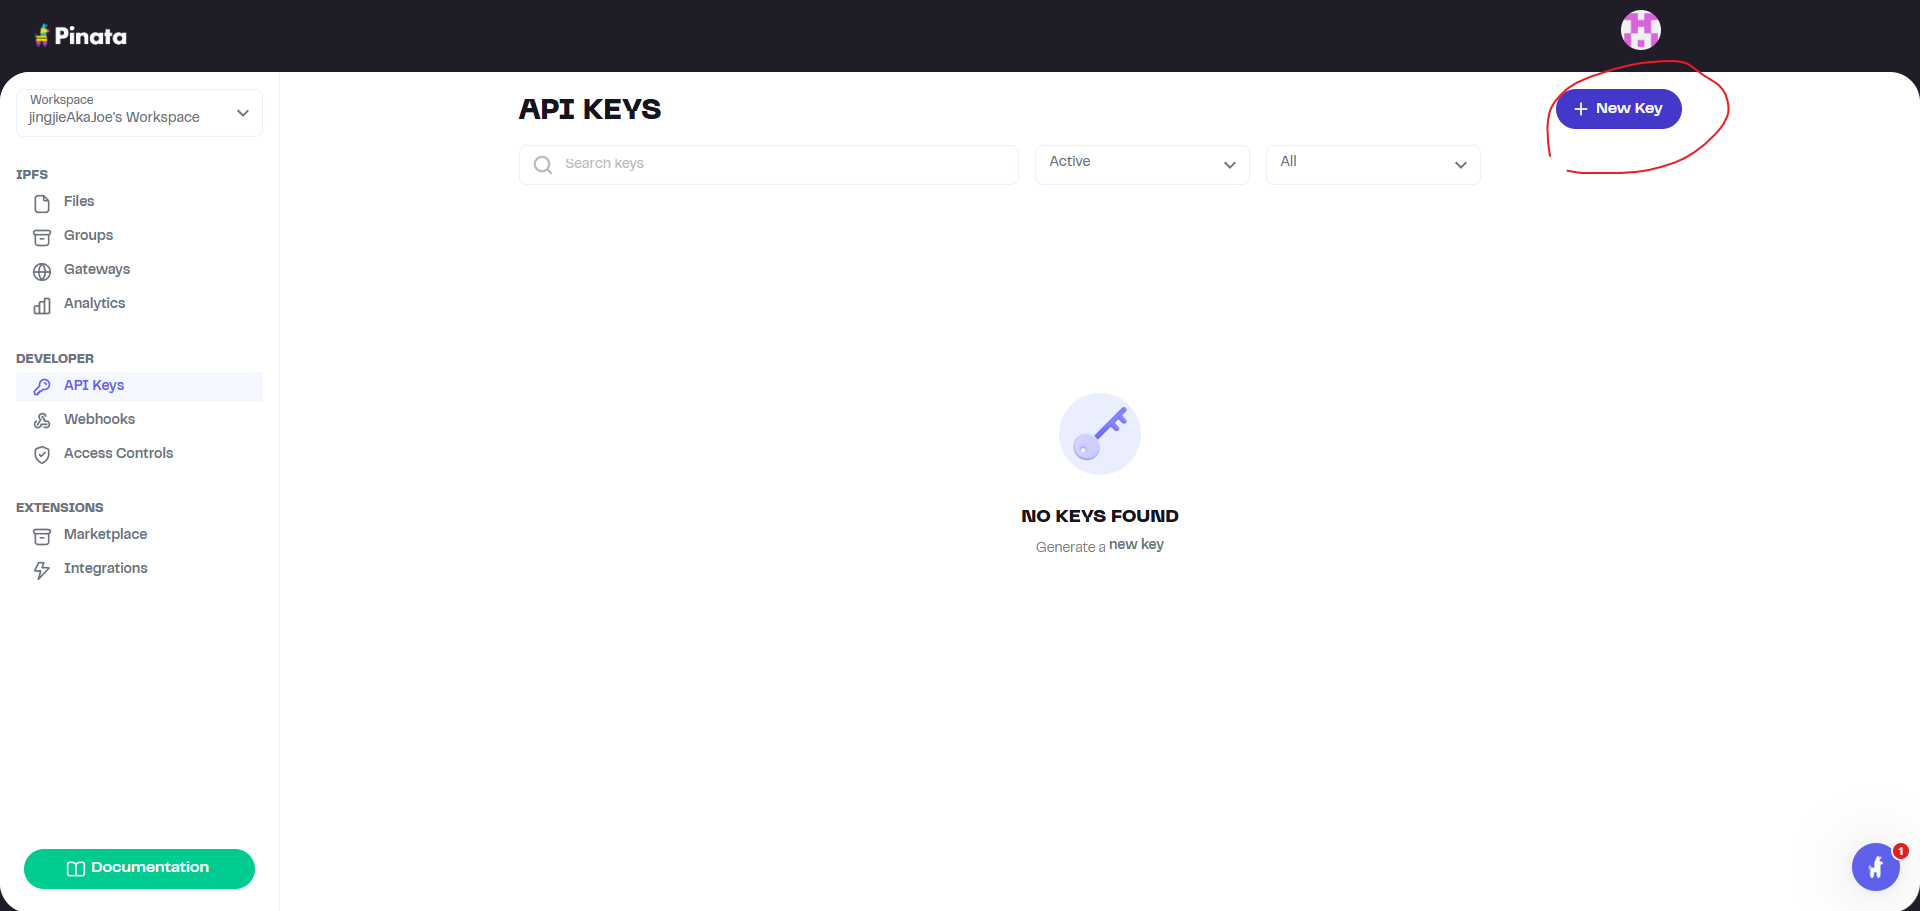 Pinata
Workspace
jingjieAkaJoe's Workspace
IPFS
Files
Groups
Gateways
Analytics
DEVELOPER
API Keys
Webhooks
Access Controls
EXTENSIONS
Marketplace
Integrations
Documentation
API KEYS
+ New Key
Search keys
Active
All
NO KEYS FOUND
Generate a new key
1